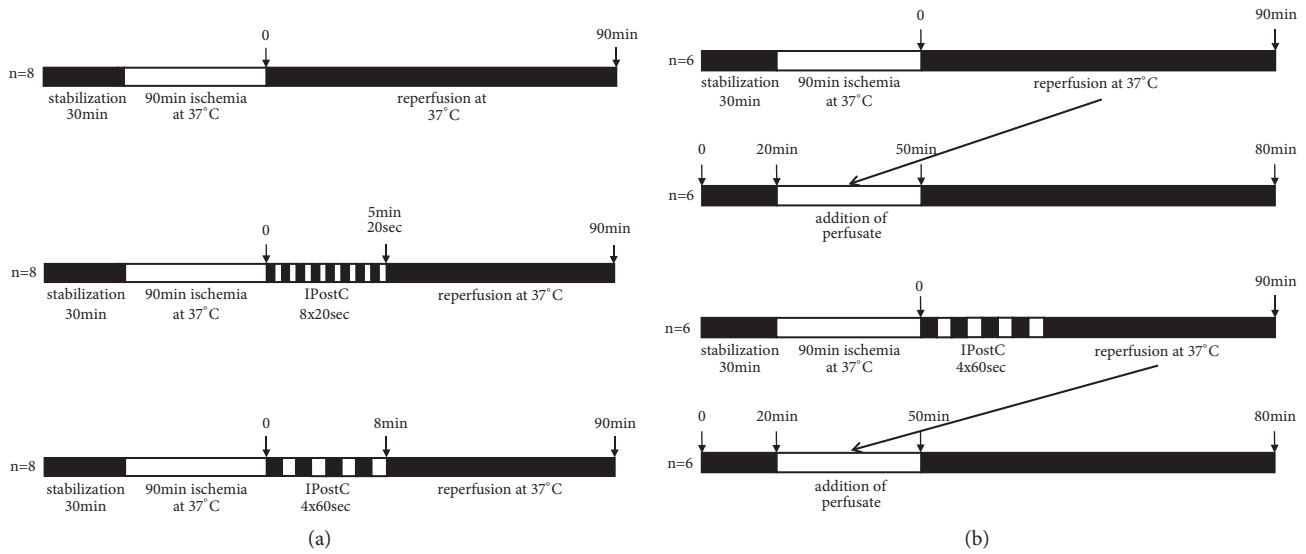 0 90min
n=8
stabilization 90min ischemia reperfusion at
30min at 37°C 37°C
5min
0 20sec 90min
n=8
stabilization 90min ischemia IPostC reperfusion at 37°C
30min at 37°C 8x20sec
0 8min 90min
n=8
stabilization 90min ischemia IPostC reperfusion at 37°C
30min at 37°C 4x60sec
(a)
0 90min
n=6
stabilization 90min ischemia reperfusion at 37°C
30min at 37°C
0 20min 50min 80min
n=6
addition of
perfusate
0 90min
n=6
stabilization 90min ischemia IPostC reperfusion at 37°C
30min at 37°C 4x60sec
0 20min 50min 80min
n=6
addition of
perfusate
(b)